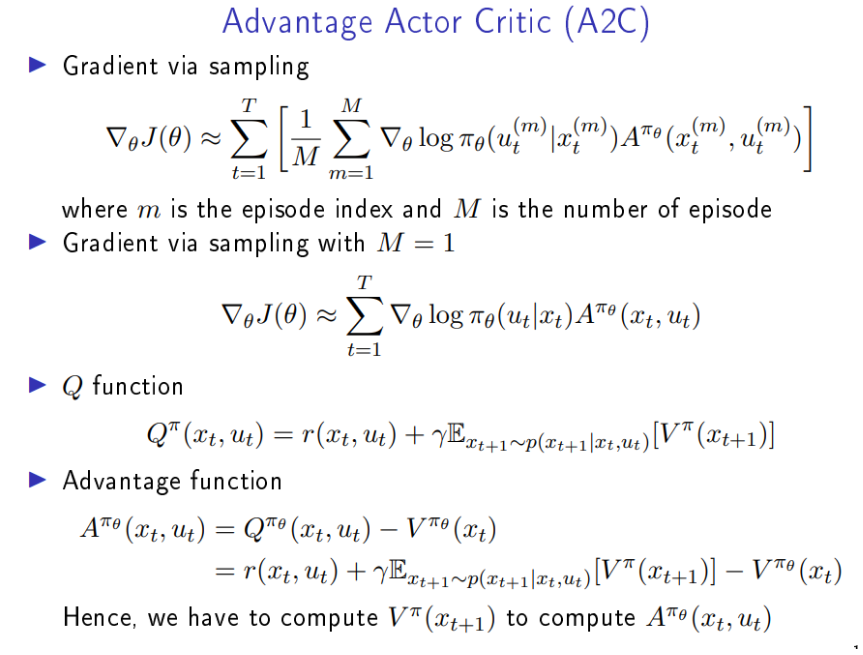 Advantage Actor Critic (A2C)
▶ Gradient via sampling
$\nabla_\theta J(\theta) \approx \sum_{t=1}^{T} \left[ \frac{1}{M} \sum_{m=1}^{M} \nabla_\theta \log \pi_\theta(u_t^{(m)}|x_t^{(m)}) A^{\pi_\theta}(x_t^{(m)}, u_t^{(m)}) \right]$
where $m$ is the episode index and $M$ is the number of episode
▶ Gradient via sampling with $M = 1$
$\nabla_\theta J(\theta) \approx \sum_{t=1}^{T} \nabla_\theta \log \pi_\theta(u_t|x_t) A^{\pi_\theta}(x_t, u_t)$
▶ $Q$ function
$Q^\pi(x_t, u_t) = r(x_t, u_t) + \gamma \mathbb{E}_{x_{t+1} \sim p(x_{t+1}|x_t, u_t)}[V^\pi(x_{t+1})]$
▶ Advantage function
$A^{\pi_\theta}(x_t, u_t) = Q^{\pi_\theta}(x_t, u_t) - V^{\pi_\theta}(x_t)$
$= r(x_t, u_t) + \gamma \mathbb{E}_{x_{t+1} \sim p(x_{t+1}|x_t, u_t)}[V^\pi(x_{t+1})] - V^{\pi_\theta}(x_t)$
Hence, we have to compute $V^\pi(x_{t+1})$ to compute $A^{\pi_\theta}(x_t, u_t)$